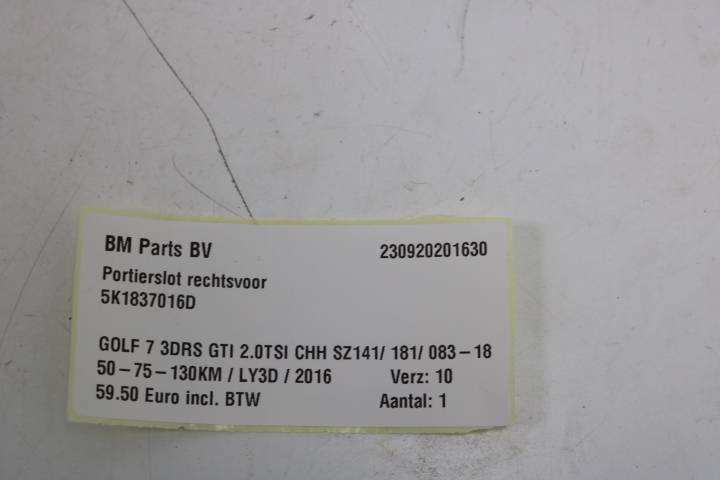 BM Parts BV 230920201630
Portierslot rechtsvoor
5K1837016D
GOLF 7 3DRS GTI 2.0TSI CHH SZ141/ 181/ 083–18
50–75–130KM / LY3D / 2016 Verz: 10
59.50 Euro incl. BTW Aantal: 1